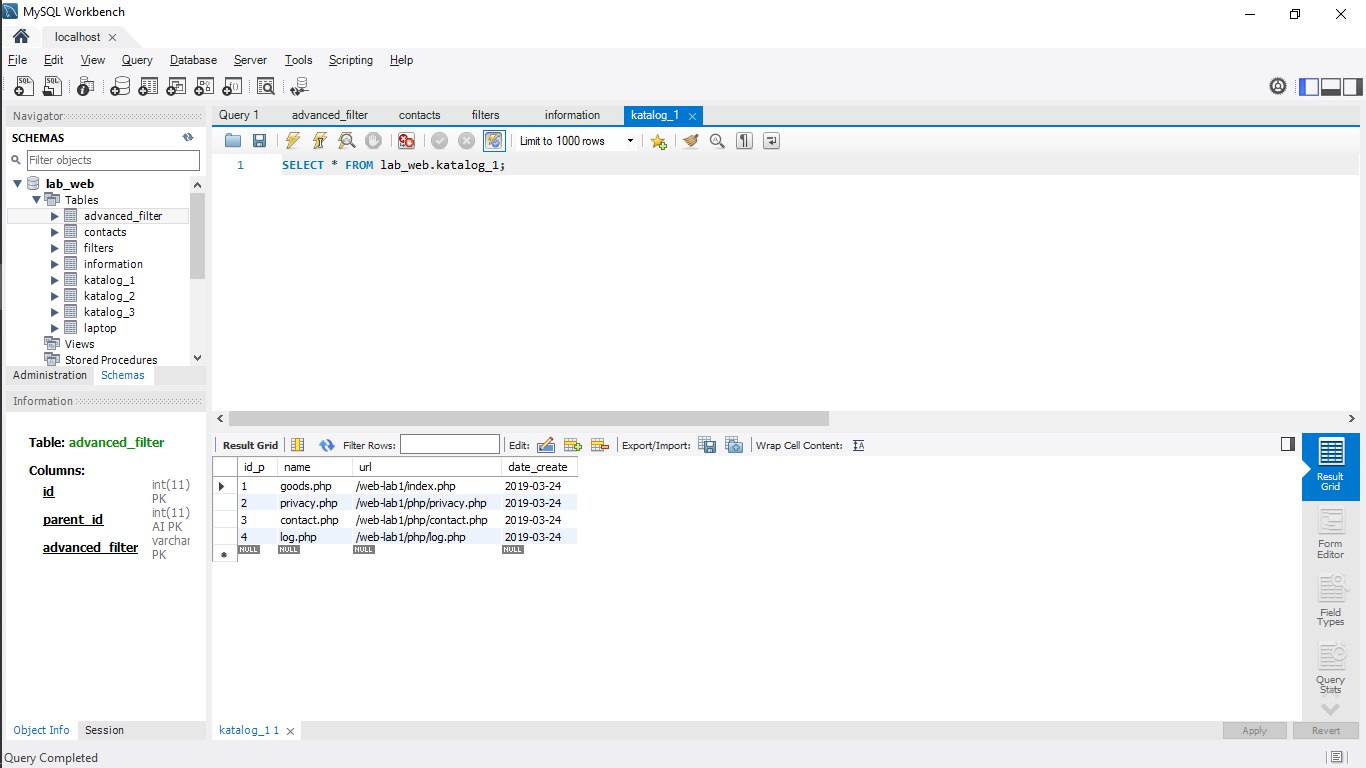 MySQL Workbench
localhost
File Edit View Query Database Server Tools Scripting Help
Navigator
SCHEMAS
Filter objects
lab_web
Tables
advanced_filter
contacts
filters
information
katalog_1
katalog_2
katalog_3
laptop
Views
Stored Procedures
Administration Schemas
Information
Table: advanced_filter
Columns:
id int(11) PK
parent_id int(11) AI PK
advanced_filter varchar PK
Object Info Session
Query 1 advanced_filter contacts filters information katalog_1
Limit to 1000 rows
1 SELECT * FROM lab_web.katalog_1;
Result Grid Filter Rows: Edit: Export/Import: Wrap Cell Content:
id_p name url date_create
1 goods.php /web-lab1/index.php 2019-03-24
2 privacy.php /web-lab1/php/privacy.php 2019-03-24
3 contact.php /web-lab1/php/contact.php 2019-03-24
4 log.php /web-lab1/php/log.php 2019-03-24
NULL NULL NULL NULL
Result Grid
Form Editor
Field Types
Query Stats
katalog_1 1
Apply Revert
Query Completed